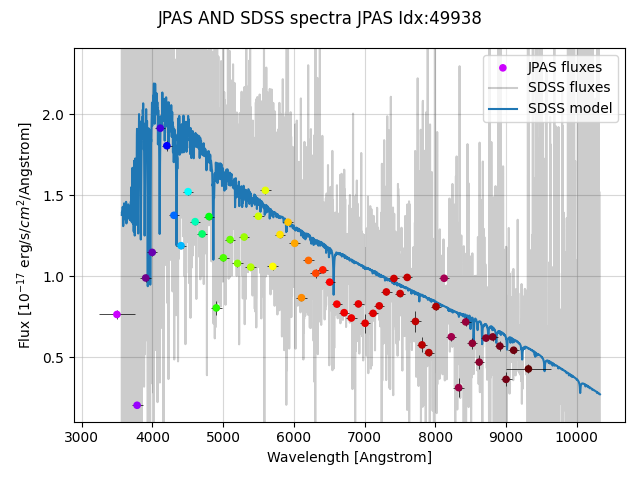 JPAS AND SDSS spectra JPAS Idx:49938
JPAS fluxes
SDSS fluxes
SDSS model
2.0
1.5
1.0
0.5
Flux [10^{-17} erg/s/cm^2/Angstrom]
3000 4000 5000 6000 7000 8000 9000 10000
Wavelength [Angstrom]